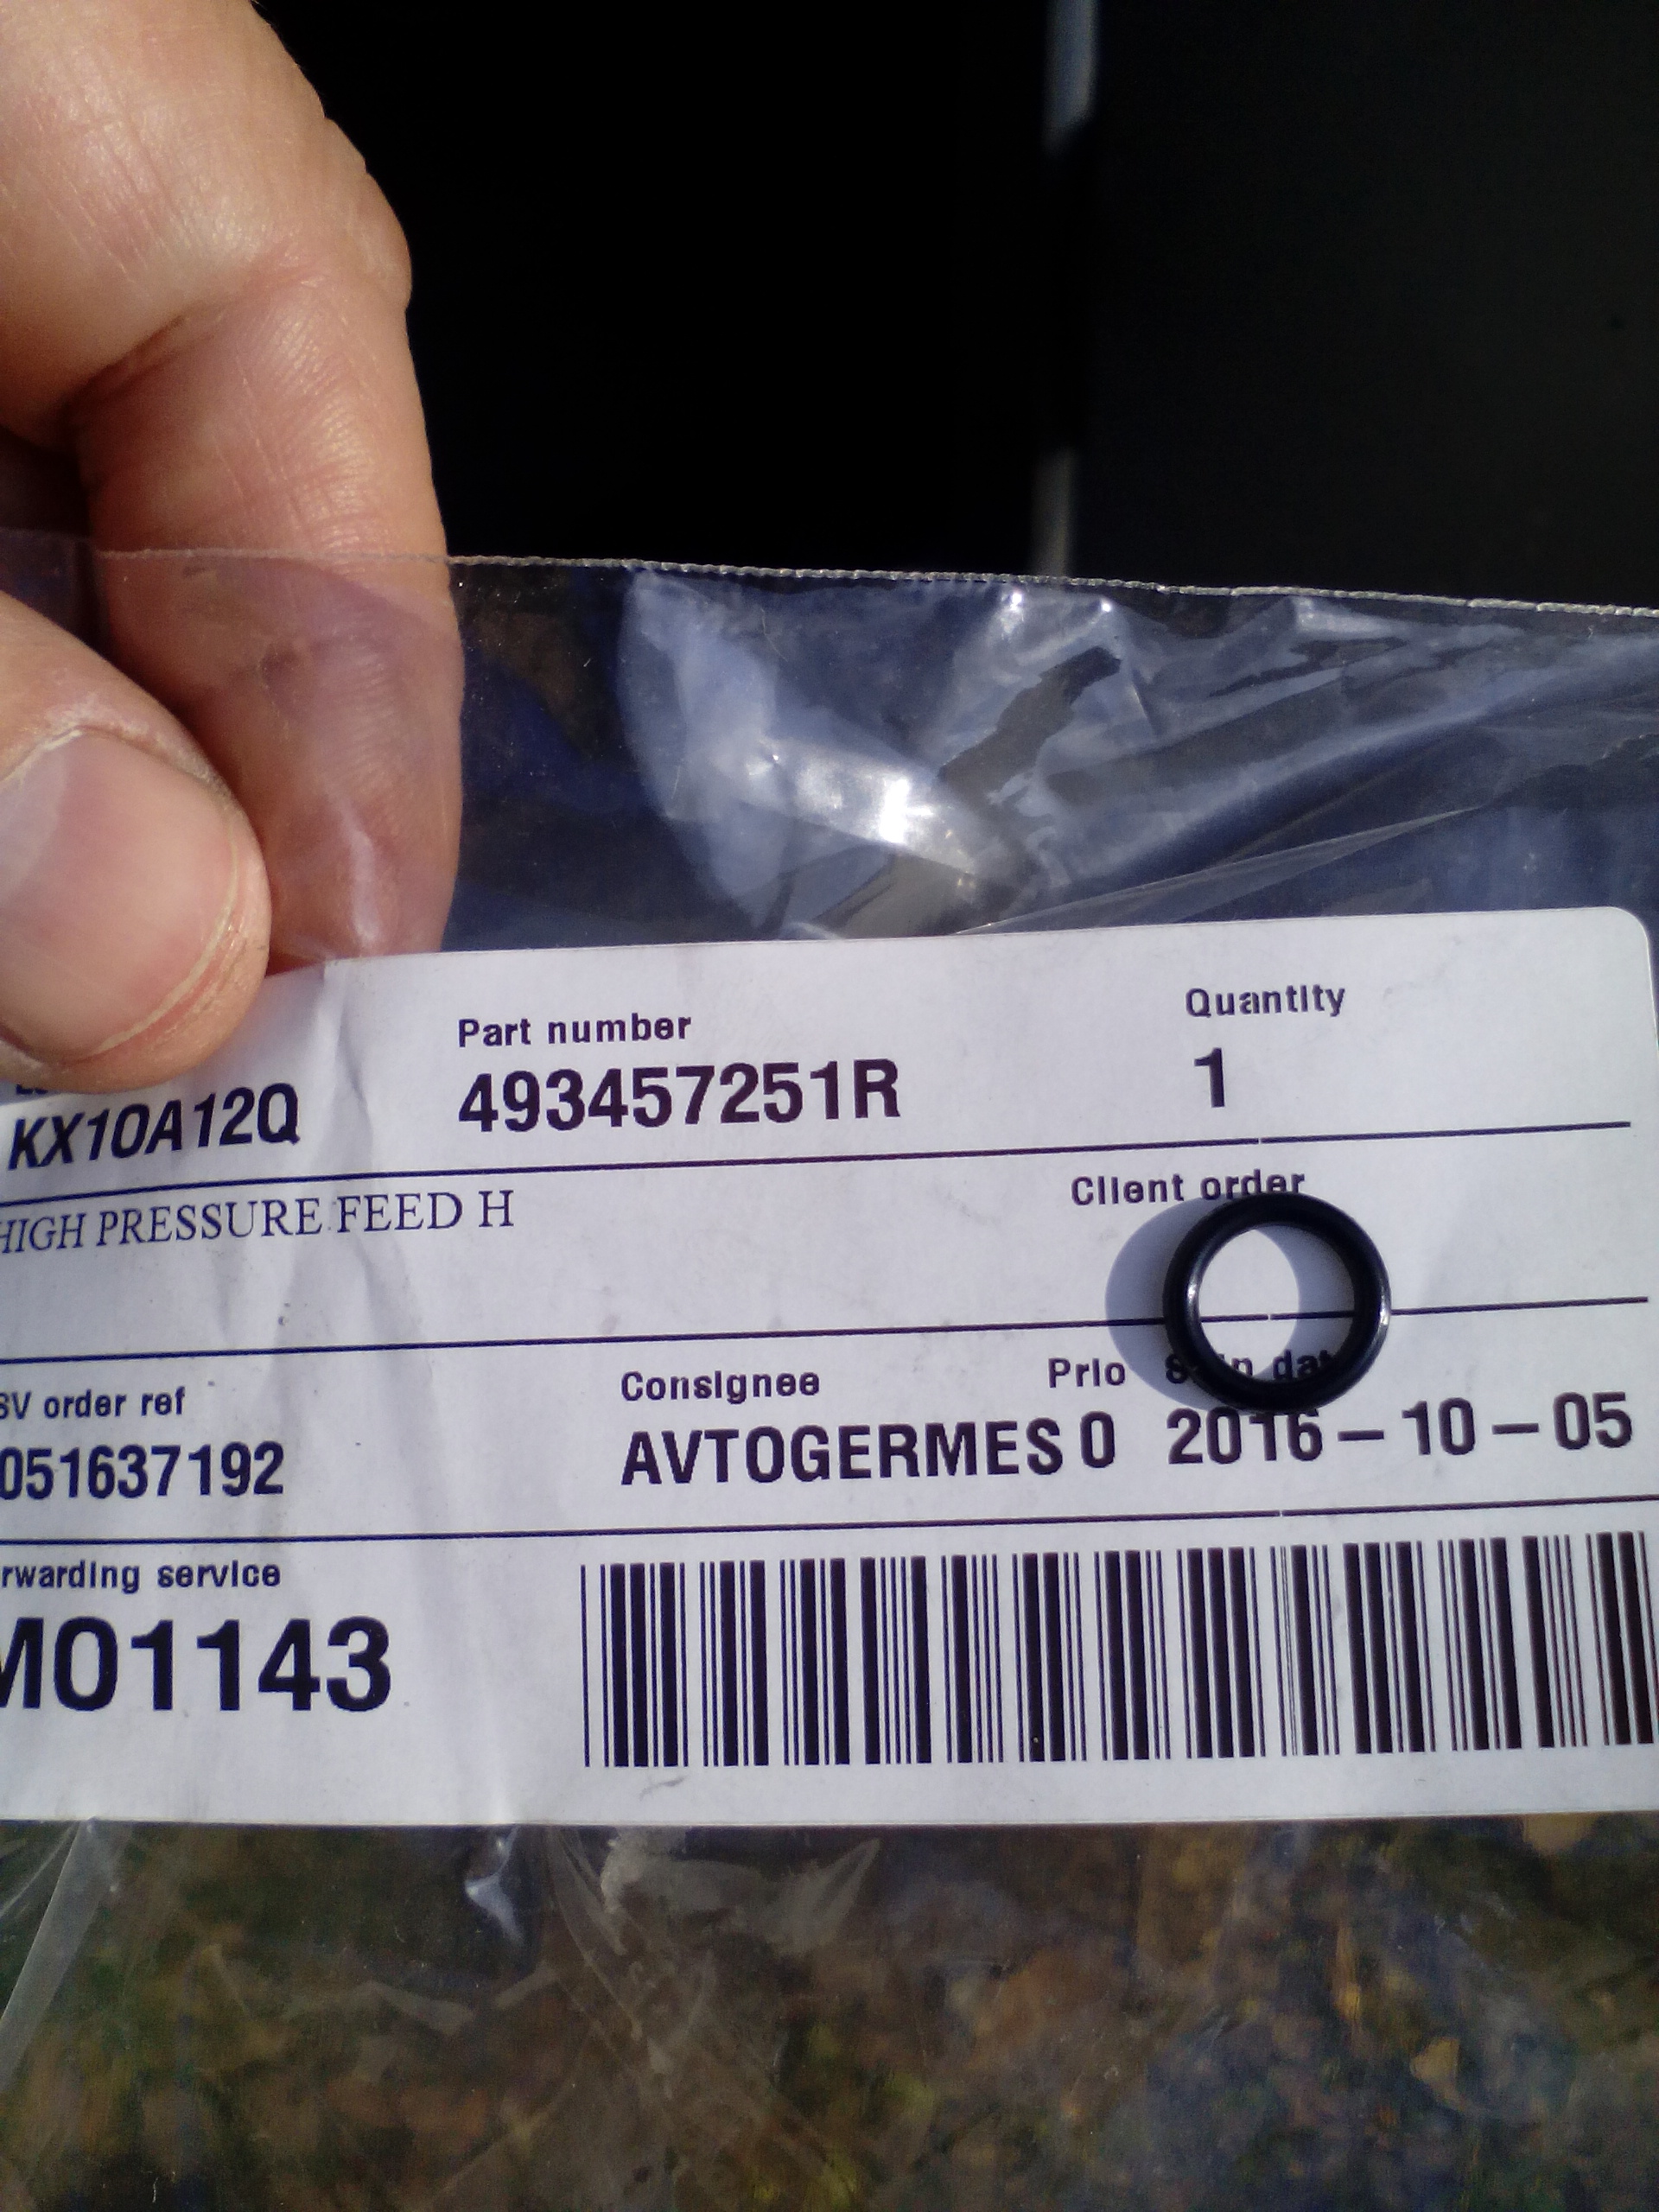 Part number
Quantity
KX10A12Q
493457251R
1
HIGH PRESSURE FEED H
Client order
SV order ref
Consignee
Prio
051637192
AVTOGERMES 0
2016-10-05
rwarding service
MO1143